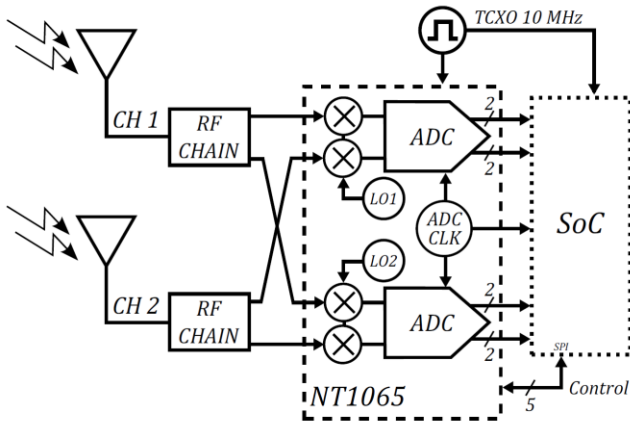 TCXO 10 MHz
CH 1
RF
CHAIN
2
ADC
2
LO1
ADC
CLK
SoC
LO2
CH 2
RF
CHAIN
2
ADC
2
SPI
NT1065
5
Control